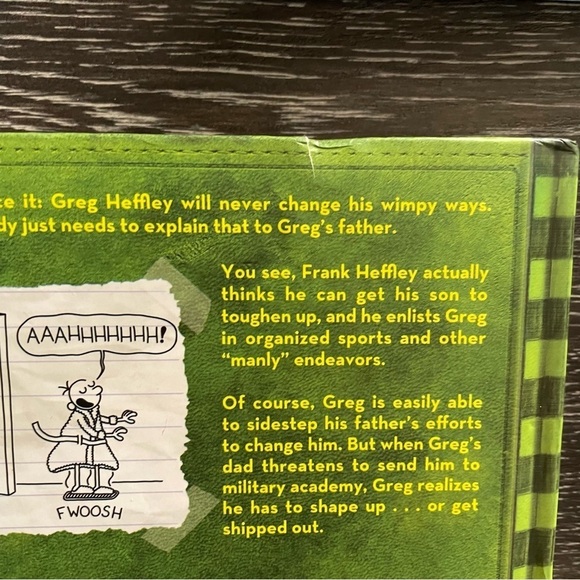 it: Greg Heffley will never change his wimpy ways.
just needs to explain that to Greg's father.
You see, Frank Heffley actually
thinks he can get his son to
toughen up, and he enlists Greg
in organized sports and other
"manly" endeavors.
AAAHHHHHHH!
FWOOSH
Of course, Greg is easily able
to sidestep his father's efforts
to change him. But when Greg's
dad threatens to send him to
military academy, Greg realizes
he has to shape up . . . or get
shipped out.